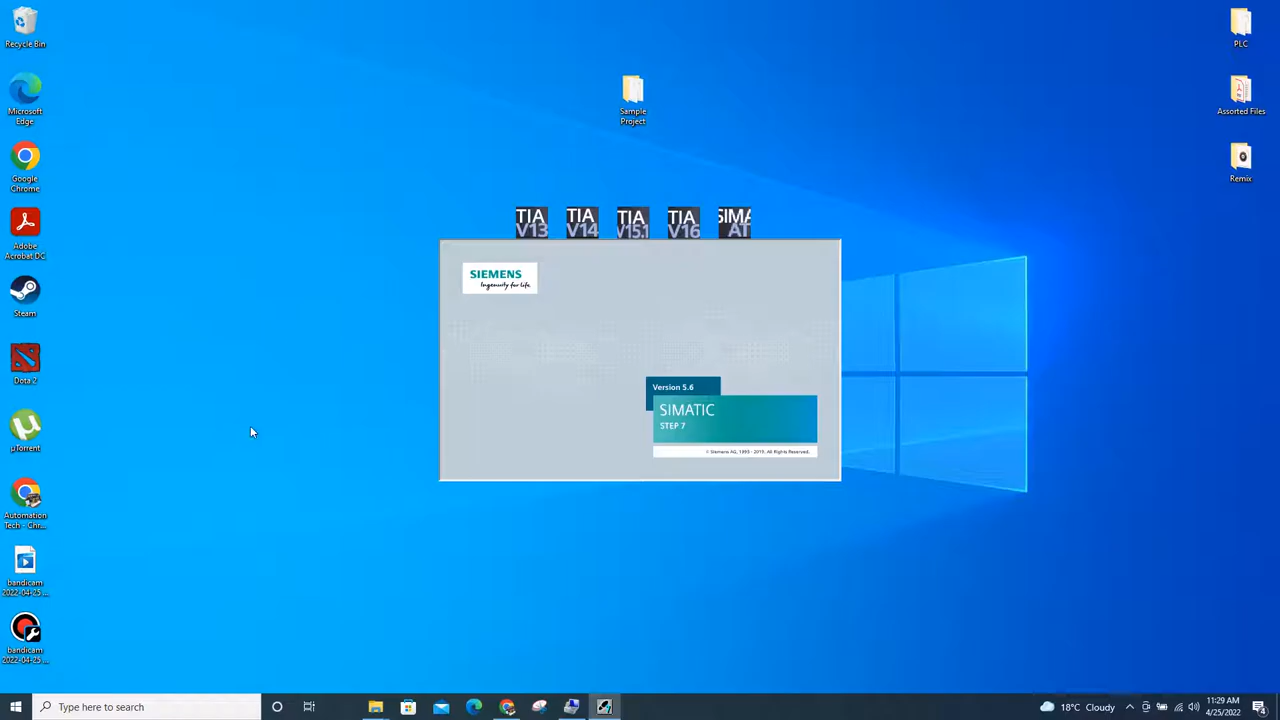 Recycle Bin
Microsoft
Edge
Google
Chrome
Adobe
Acrobat DC
Steam
Dota 2
µTorrent
Automation
Tech - Chr...
bandicam
2022-04-25 ...
bandicam
2022-04-25 ...
Sample
Project
PLC
Assorted Files
Remix
TIA
V13
TIA
V14
TIA
V15.1
TIA
V16
SIMA
AT
SIEMENS
Ingenuity for life
Version 5.6
SIMATIC
STEP 7
© Siemens AG, 1995 - 2019. All Rights Reserved.
Type here to search
18°C Cloudy
11:29 AM
4/25/2022